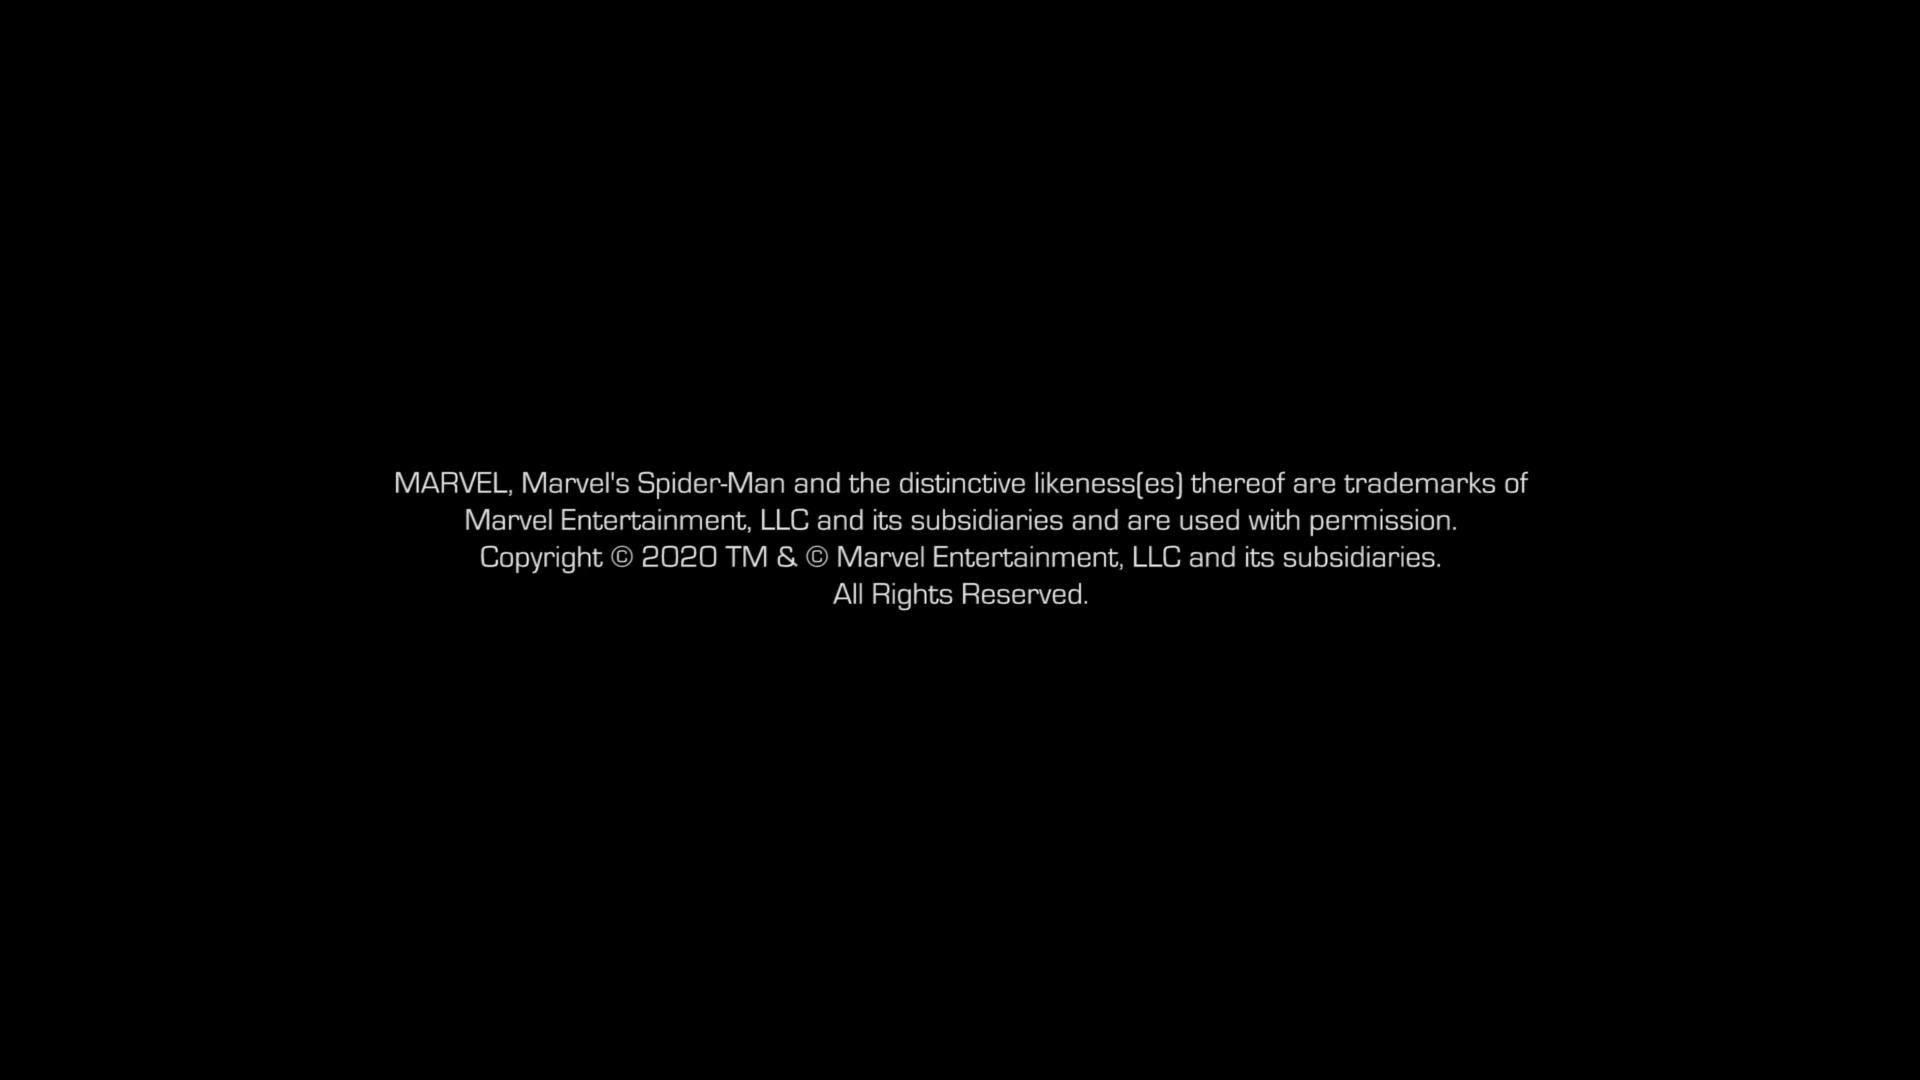 MARVEL, Marvel's Spider-Man and the distinctive likeness(es) thereof are trademarks of
Marvel Entertainment, LLC and its subsidiaries and are used with permission.
Copyright © 2020 TM & © Marvel Entertainment, LLC and its subsidiaries.
All Rights Reserved.